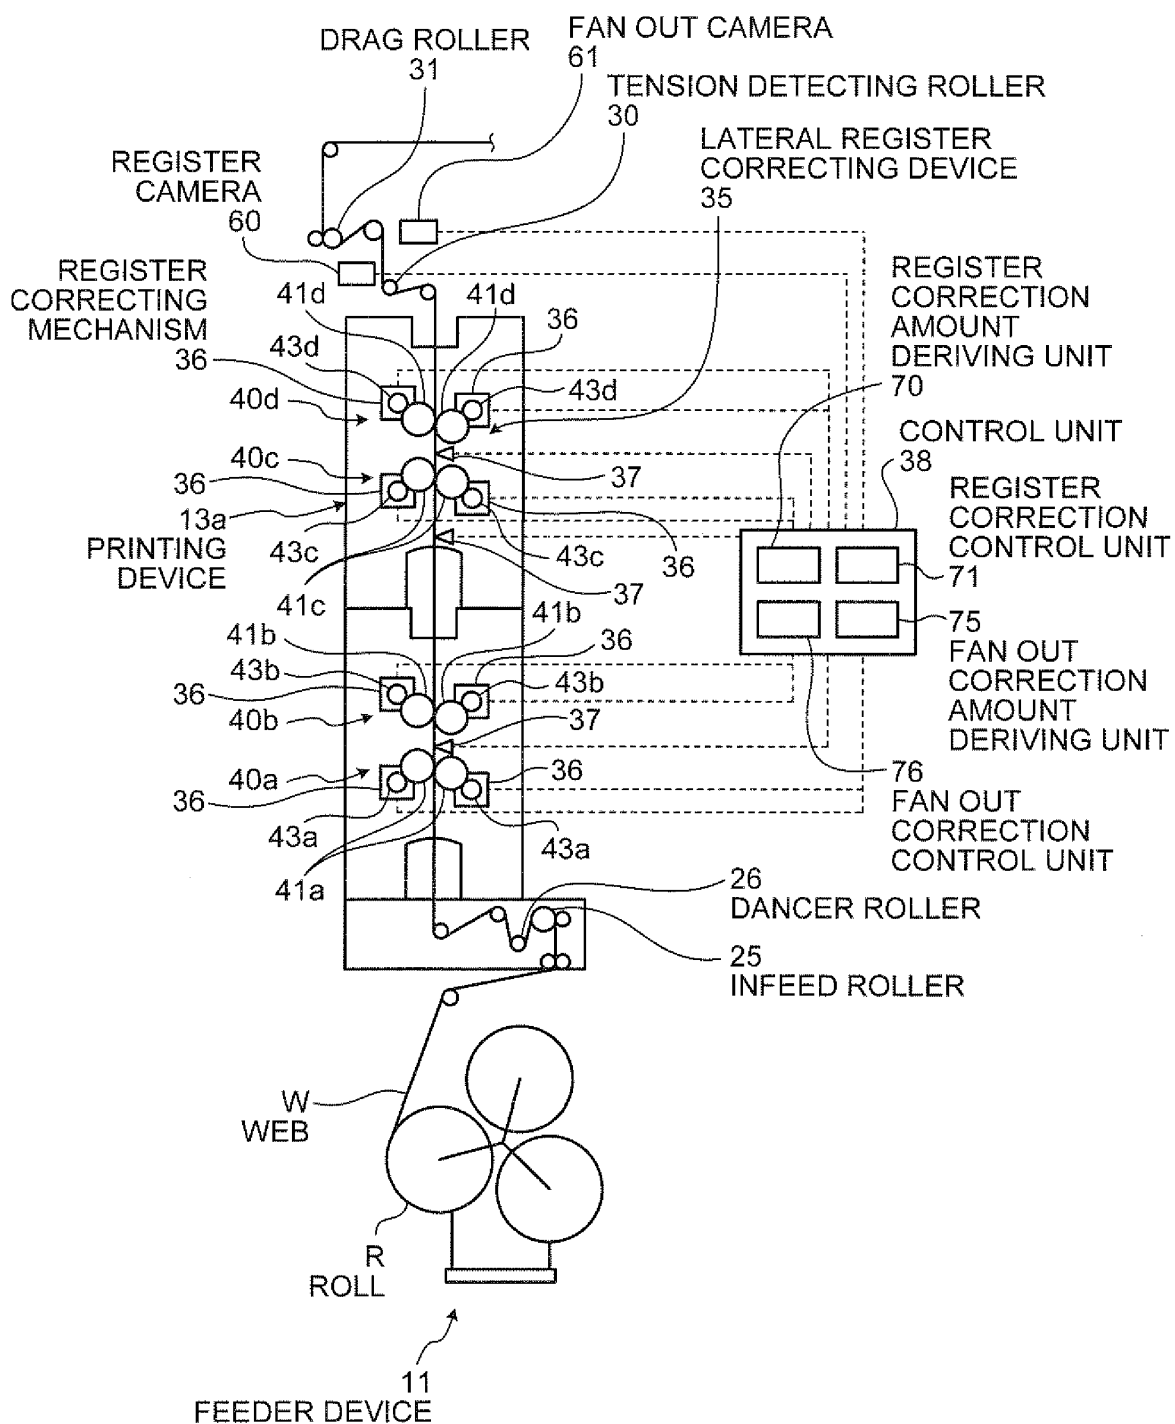 FAN OUT CAMERA
61
DRAG ROLLER
31
TENSION DETECTING ROLLER
30
LATERAL REGISTER
CORRECTING DEVICE
35
REGISTER
CAMERA
60
REGISTER
CORRECTING
MECHANISM
36
41d
41d
36
43d
43d
40d
REGISTER
CORRECTION
AMOUNT
DERIVING UNIT
70
CONTROL UNIT
38
40c
36
37
13a
PRINTING
DEVICE
43c
43c
36
41c
37
REGISTER
CORRECTION
CONTROL UNIT
71
75
FAN OUT
CORRECTION
AMOUNT
DERIVING UNIT
76
FAN OUT
CORRECTION
CONTROL UNIT
41b
41b
36
43b
43b
36
40b
37
40a
36
36
43a
43a
41a
26
DANCER ROLLER
25
INFEED ROLLER
W
WEB
R
ROLL
11
FEEDER DEVICE